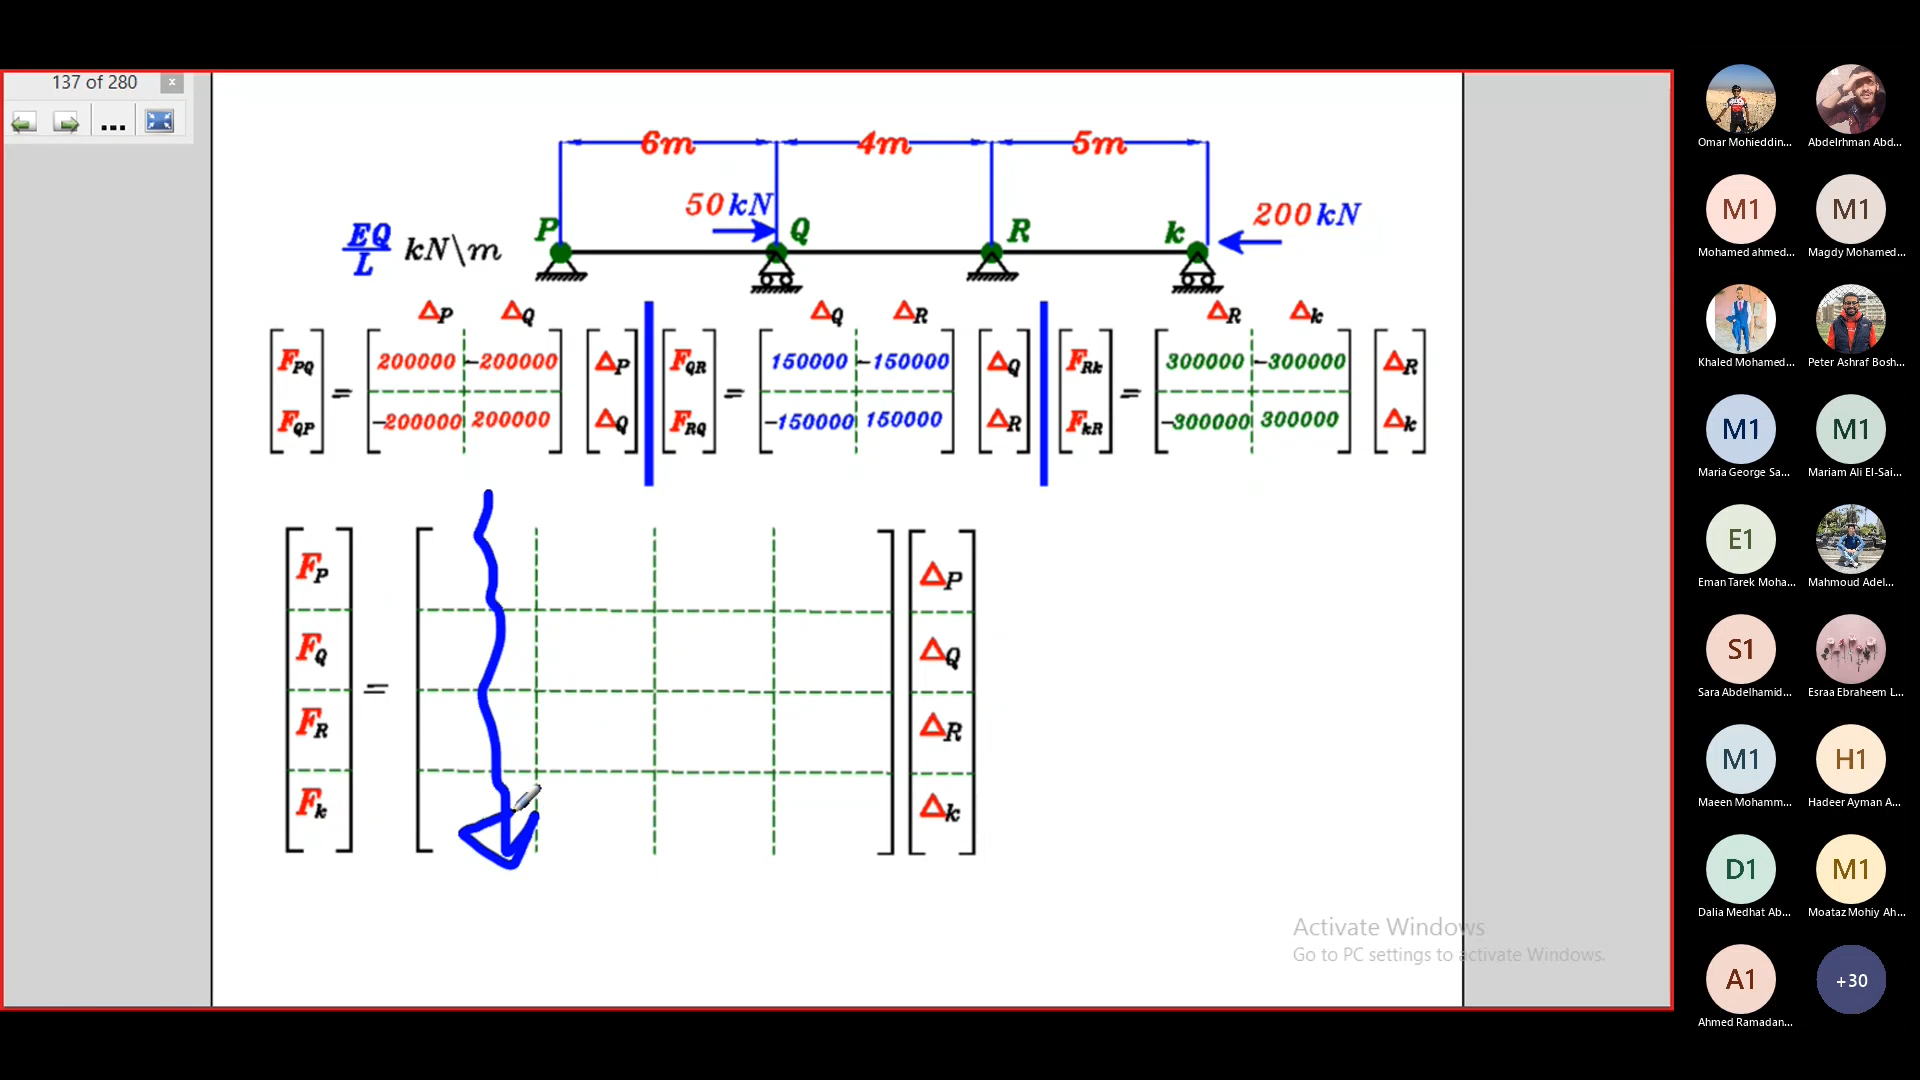 137 of 280
x
...
6m 4m 5m
50 kN
200 kN
P Q R k
EQ/L kN\m
ΔP ΔQ ΔQ ΔR ΔR Δk
FPQ = 200000 -200000 ΔP FQR = 150000 -150000 ΔQ FRk = 300000 -300000 ΔR
FQP -200000 200000 ΔQ FRQ -150000 150000 ΔR FkR -300000 300000 Δk
FP ΔP
FQ ΔQ
=
FR ΔR
Fk Δk
Activate Windows
Go to PC settings to activate Windows.
Omar Mohieddin... Abdelrhman Abd...
M1 M1
Mohamed ahmed... Magdy Mohamed...
Khaled Mohamed... Peter Ashraf Bosh...
M1 M1
Maria George Sa... Mariam Ali El-Sai...
E1
Eman Tarek Moha... Mahmoud Adel...
S1
Sara Abdelhamid... Esraa Ebraheem L...
M1 H1
Maeen Mohamm... Hadeer Ayman A...
D1 M1
Dalia Medhat Ab... Moataz Mohiy Ah...
A1 +30
Ahmed Ramadan...